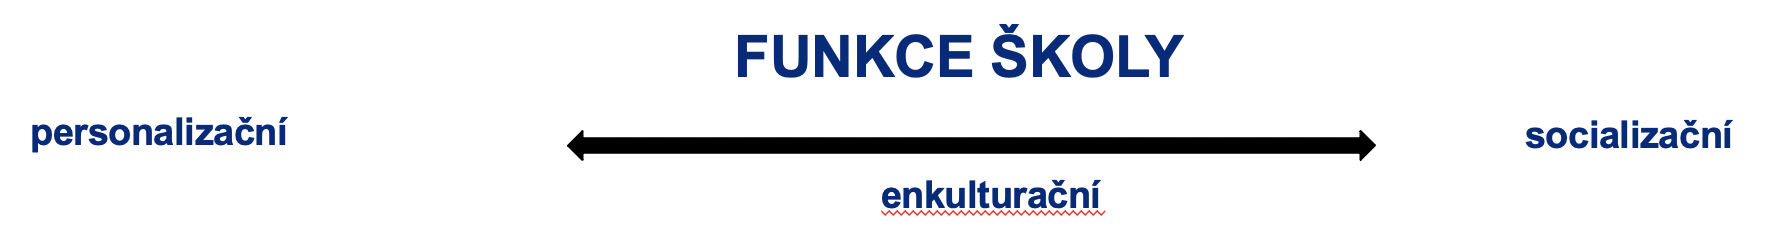 FUNKCE ŠKOLY
personalizační
socializační
enkulturační